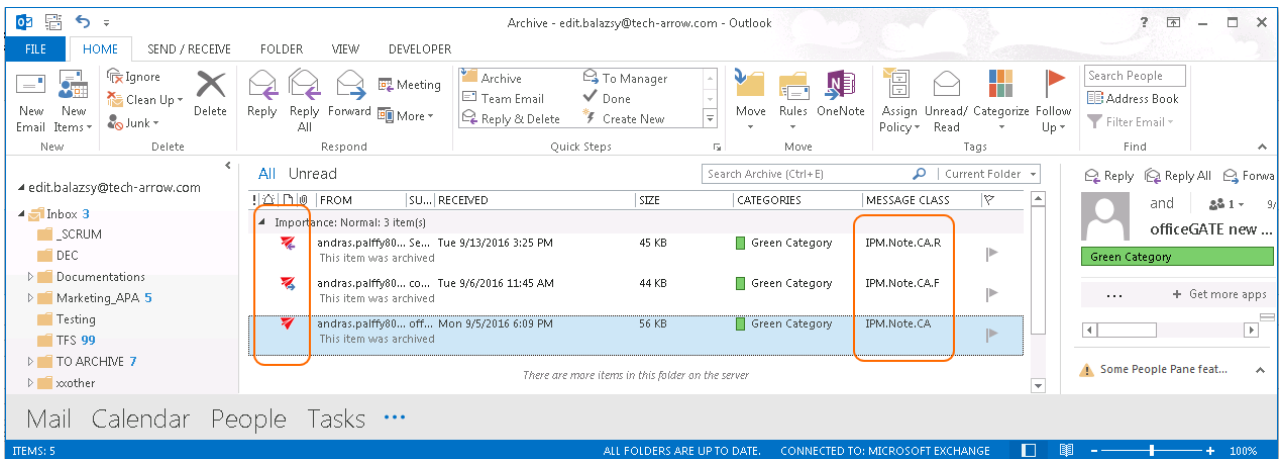 Archive - edit.balazsy@tech-arrow.com - Outlook
FILE HOME SEND / RECEIVE FOLDER VIEW DEVELOPER
New Email
New Items
Ignore
Clean Up
Junk
Delete
Reply
Reply All
Forward
Meeting
More
Archive
Team Email
Reply & Delete
To Manager
Done
Create New
Move
Rules
OneNote
Assign Policy
Unread/ Read
Categorize
Follow Up
Search People
Address Book
Filter Email
New Delete Respond Quick Steps Move Tags Find
edit.balazsy@tech-arrow.com
Inbox 3
_SCRUM
DEC
Documentations
Marketing_APA 5
Testing
TFS 99
TO ARCHIVE 7
xxother
All Unread
Search Archive (Ctrl+E) Current Folder
FROM SU... RECEIVED SIZE CATEGORIES MESSAGE CLASS
Importance: Normal: 3 item(s)
andras.palffy80... Se... Tue 9/13/2016 3:25 PM 45 KB Green Category IPM.Note.CA.R
This item was archived
andras.palffy80... co... Tue 9/6/2016 11:45 AM 44 KB Green Category IPM.Note.CA.F
This item was archived
andras.palffy80... off... Mon 9/5/2016 6:09 PM 56 KB Green Category IPM.Note.CA
This item was archived
There are more items in this folder on the server
Reply Reply All Forwa
and 1 9/
officeGATE new ...
Green Category
... + Get more apps
Some People Pane feat...
Mail Calendar People Tasks ...
ITEMS: 5 ALL FOLDERS ARE UP TO DATE. CONNECTED TO: MICROSOFT EXCHANGE 100%